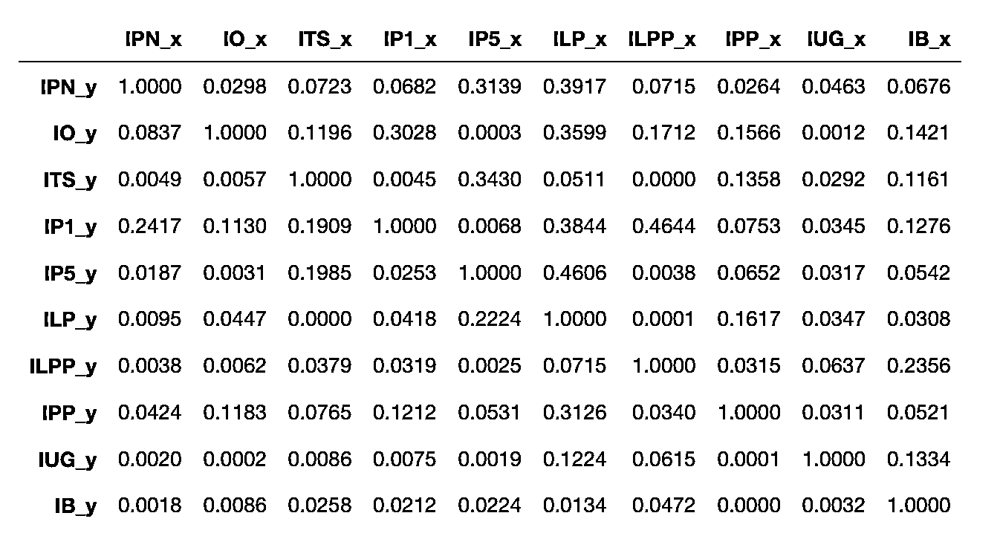 IPN_x IO_x ITS_x IP1_x IP5_x ILP_x ILPP_x IPP_x IUG_x IB_x
IPN_y 1.0000 0.0298 0.0723 0.0682 0.3139 0.3917 0.0715 0.0264 0.0463 0.0676
IO_y 0.0837 1.0000 0.1196 0.3028 0.0003 0.3599 0.1712 0.1566 0.0012 0.1421
ITS_y 0.0049 0.0057 1.0000 0.0045 0.3430 0.0511 0.0000 0.1358 0.0292 0.1161
IP1_y 0.2417 0.1130 0.1909 1.0000 0.0068 0.3844 0.4644 0.0753 0.0345 0.1276
IP5_y 0.0187 0.0031 0.1985 0.0253 1.0000 0.4606 0.0038 0.0652 0.0317 0.0542
ILP_y 0.0095 0.0447 0.0000 0.0418 0.2224 1.0000 0.0001 0.1617 0.0347 0.0308
ILPP_y 0.0038 0.0062 0.0379 0.0319 0.0025 0.0715 1.0000 0.0315 0.0637 0.2356
IPP_y 0.0424 0.1183 0.0765 0.1212 0.0531 0.3126 0.0340 1.0000 0.0311 0.0521
IUG_y 0.0020 0.0002 0.0086 0.0075 0.0019 0.1224 0.0615 0.0001 1.0000 0.1334
IB_y 0.0018 0.0086 0.0258 0.0212 0.0224 0.0134 0.0472 0.0000 0.0032 1.0000